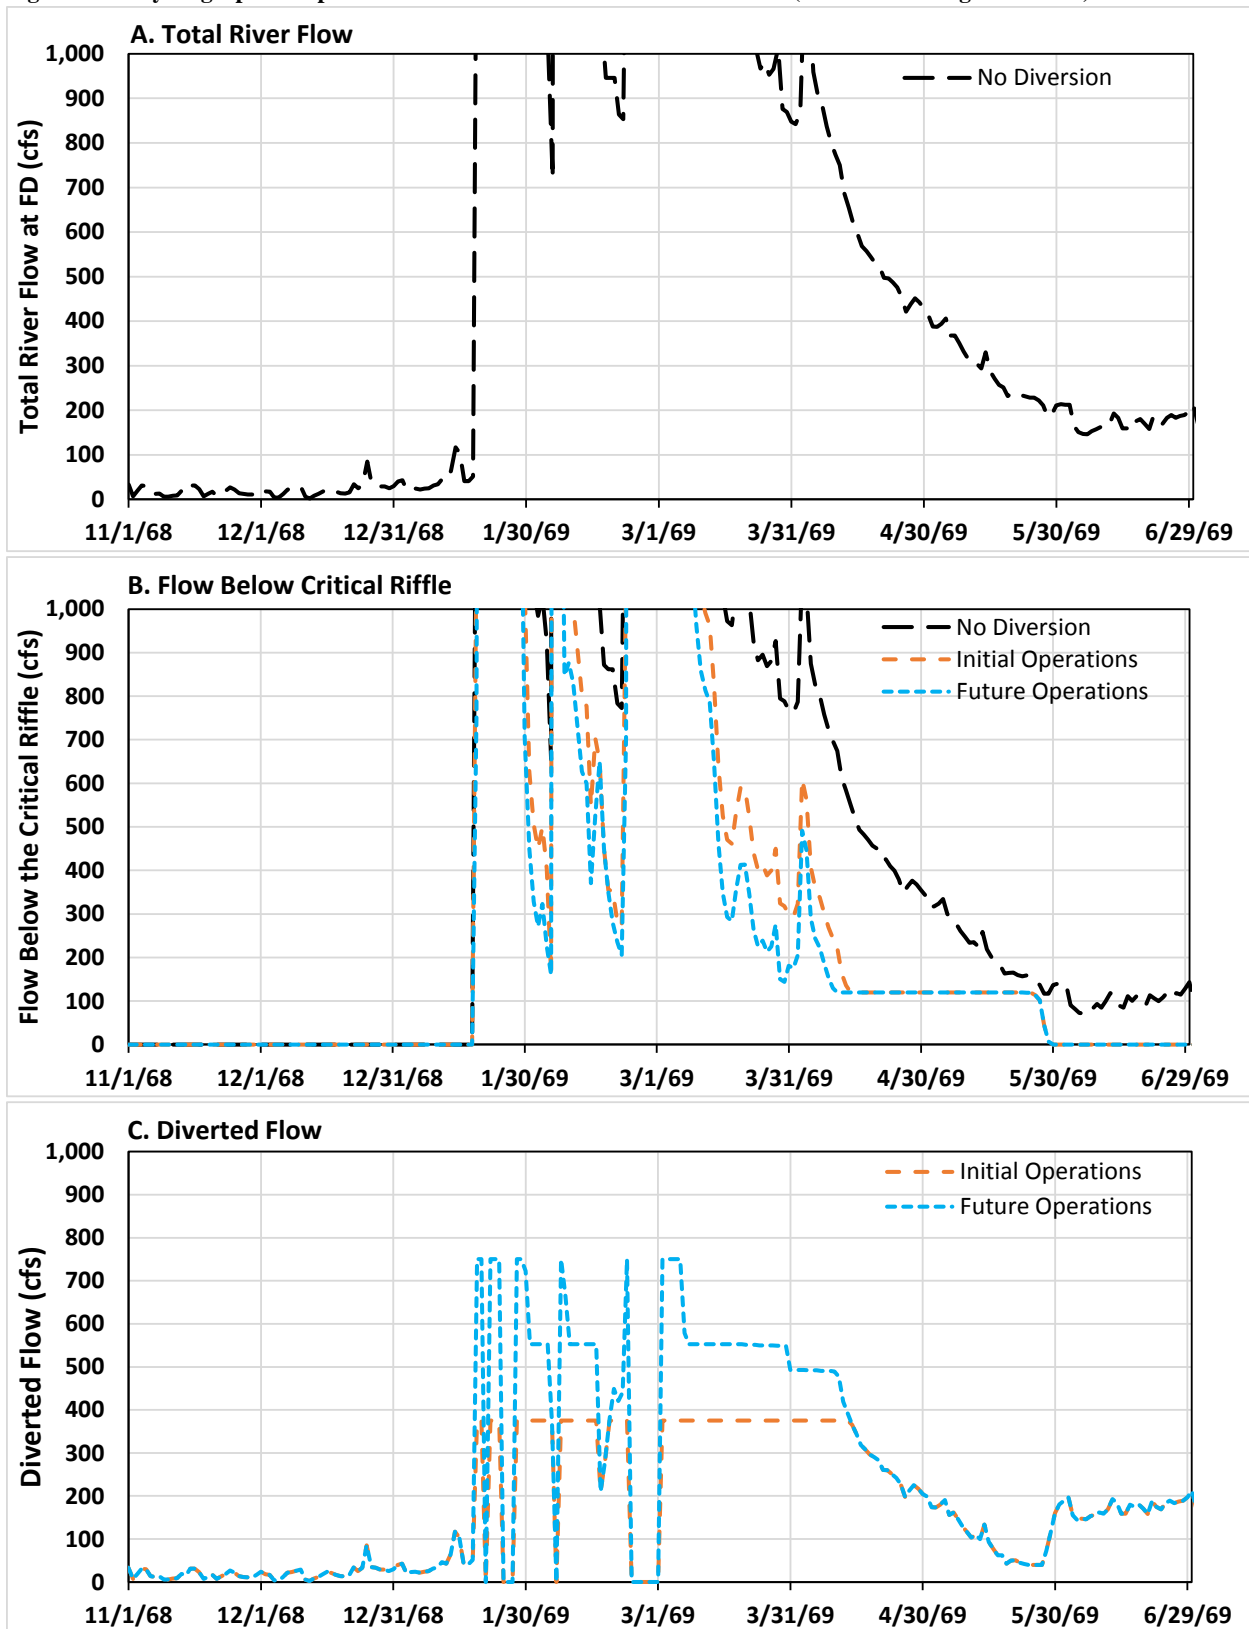 A. Total River Flow
1,000
900
800
700
600
500
400
300
200
100
0
Total River Flow at FD (cfs)
No Diversion
11/1/68 12/1/68 12/31/68 1/30/69 3/1/69 3/31/69 4/30/69 5/30/69 6/29/69
B. Flow Below Critical Riffle
1,000
900
800
700
600
500
400
300
200
100
0
Flow Below the Critical Riffle (cfs)
No Diversion
Initial Operations
Future Operations
11/1/68 12/1/68 12/31/68 1/30/69 3/1/69 3/31/69 4/30/69 5/30/69 6/29/69
C. Diverted Flow
1,000
900
800
700
600
500
400
300
200
100
0
Diverted Flow (cfs)
Initial Operations
Future Operations
11/1/68 12/1/68 12/31/68 1/30/69 3/1/69 3/31/69 4/30/69 5/30/69 6/29/69